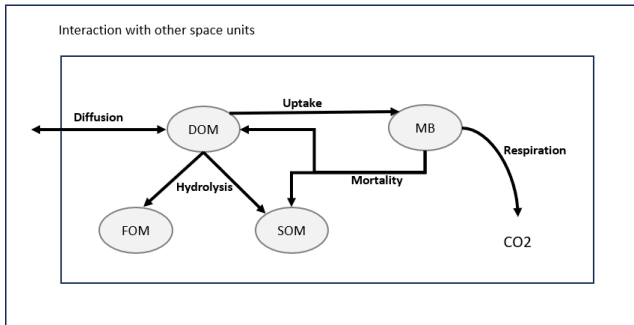 Interaction with other space units
Diffusion
DOM
Uptake
MB
Respiration
Hydrolysis
Mortality
FOM
SOM
CO2